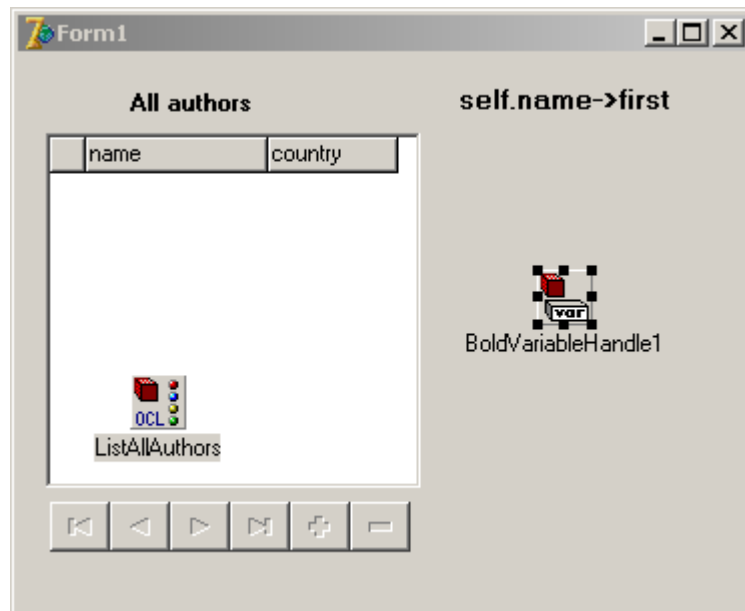 Form1
All authors
self.name->first
name
country
var
BoldVariableHandle1
OCL
ListAllAuthors